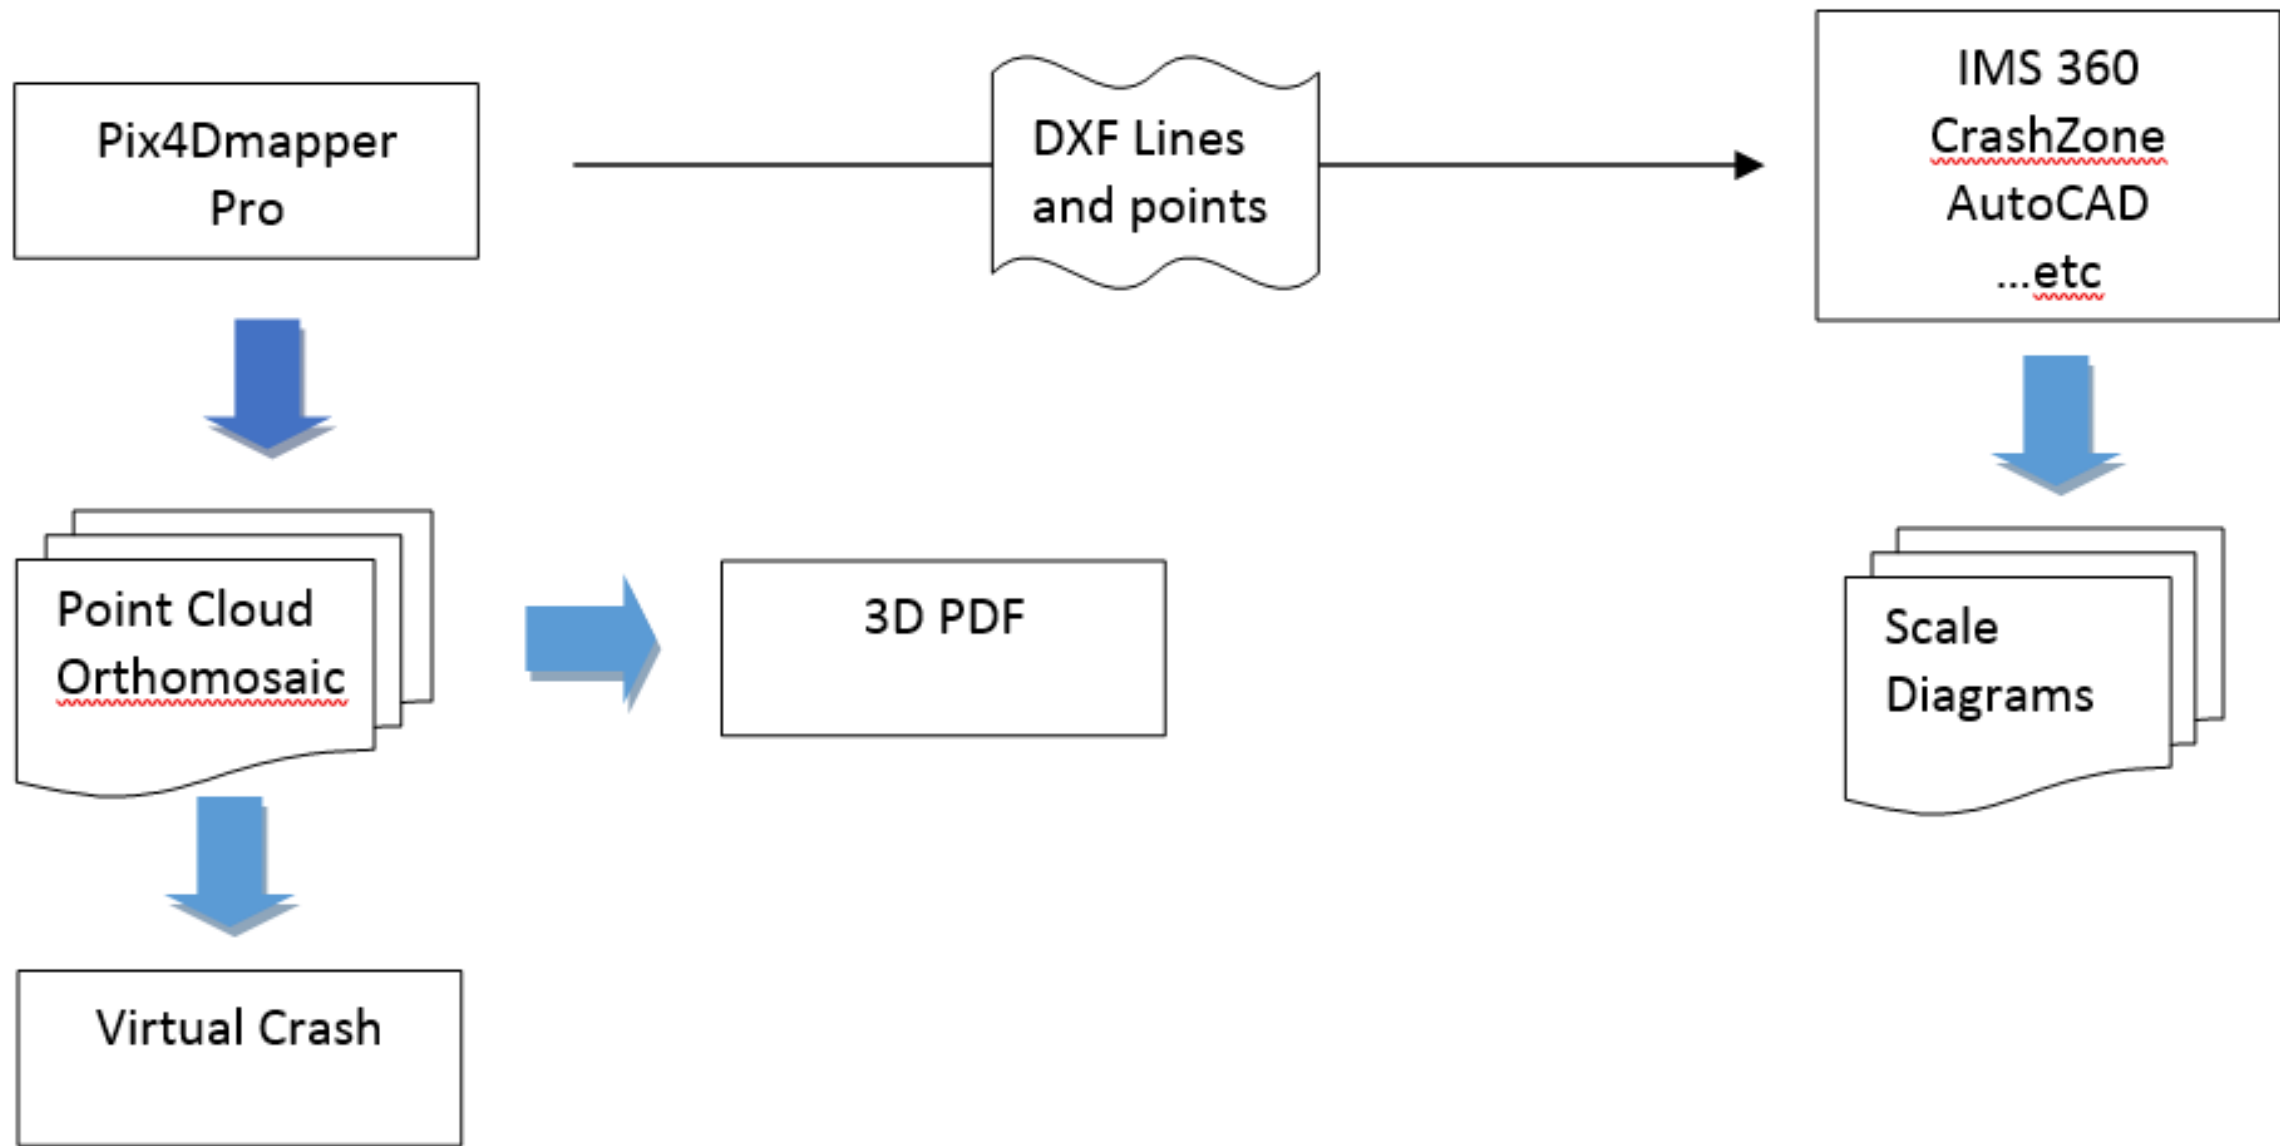 Pix4Dmapper
Pro
DXF Lines
and points
IMS 360
CrashZone
AutoCAD
...etc
Point Cloud
Orthomosaic
3D PDF
Scale
Diagrams
Virtual Crash